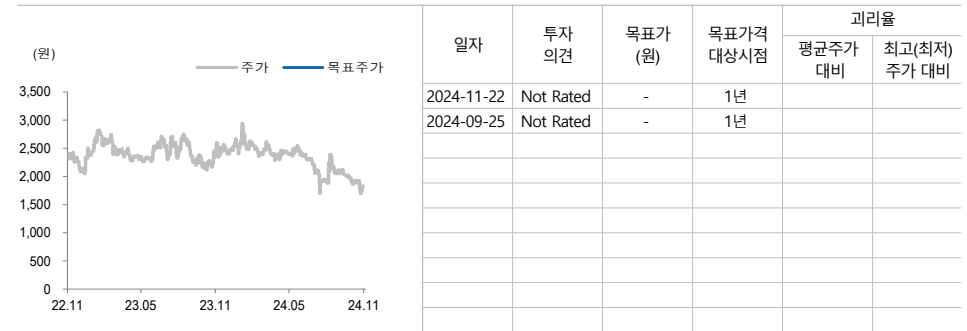 (원)
주가 목표주가
3,500
3,000
2,500
2,000
1,500
1,000
500
0
22.11 23.05 23.11 24.05 24.11
일자 투자의견 목표가(원) 목표가격대상시점 괴리율
평균주가대비 최고(최저)주가 대비
2024-11-22 Not Rated - 1년
2024-09-25 Not Rated - 1년